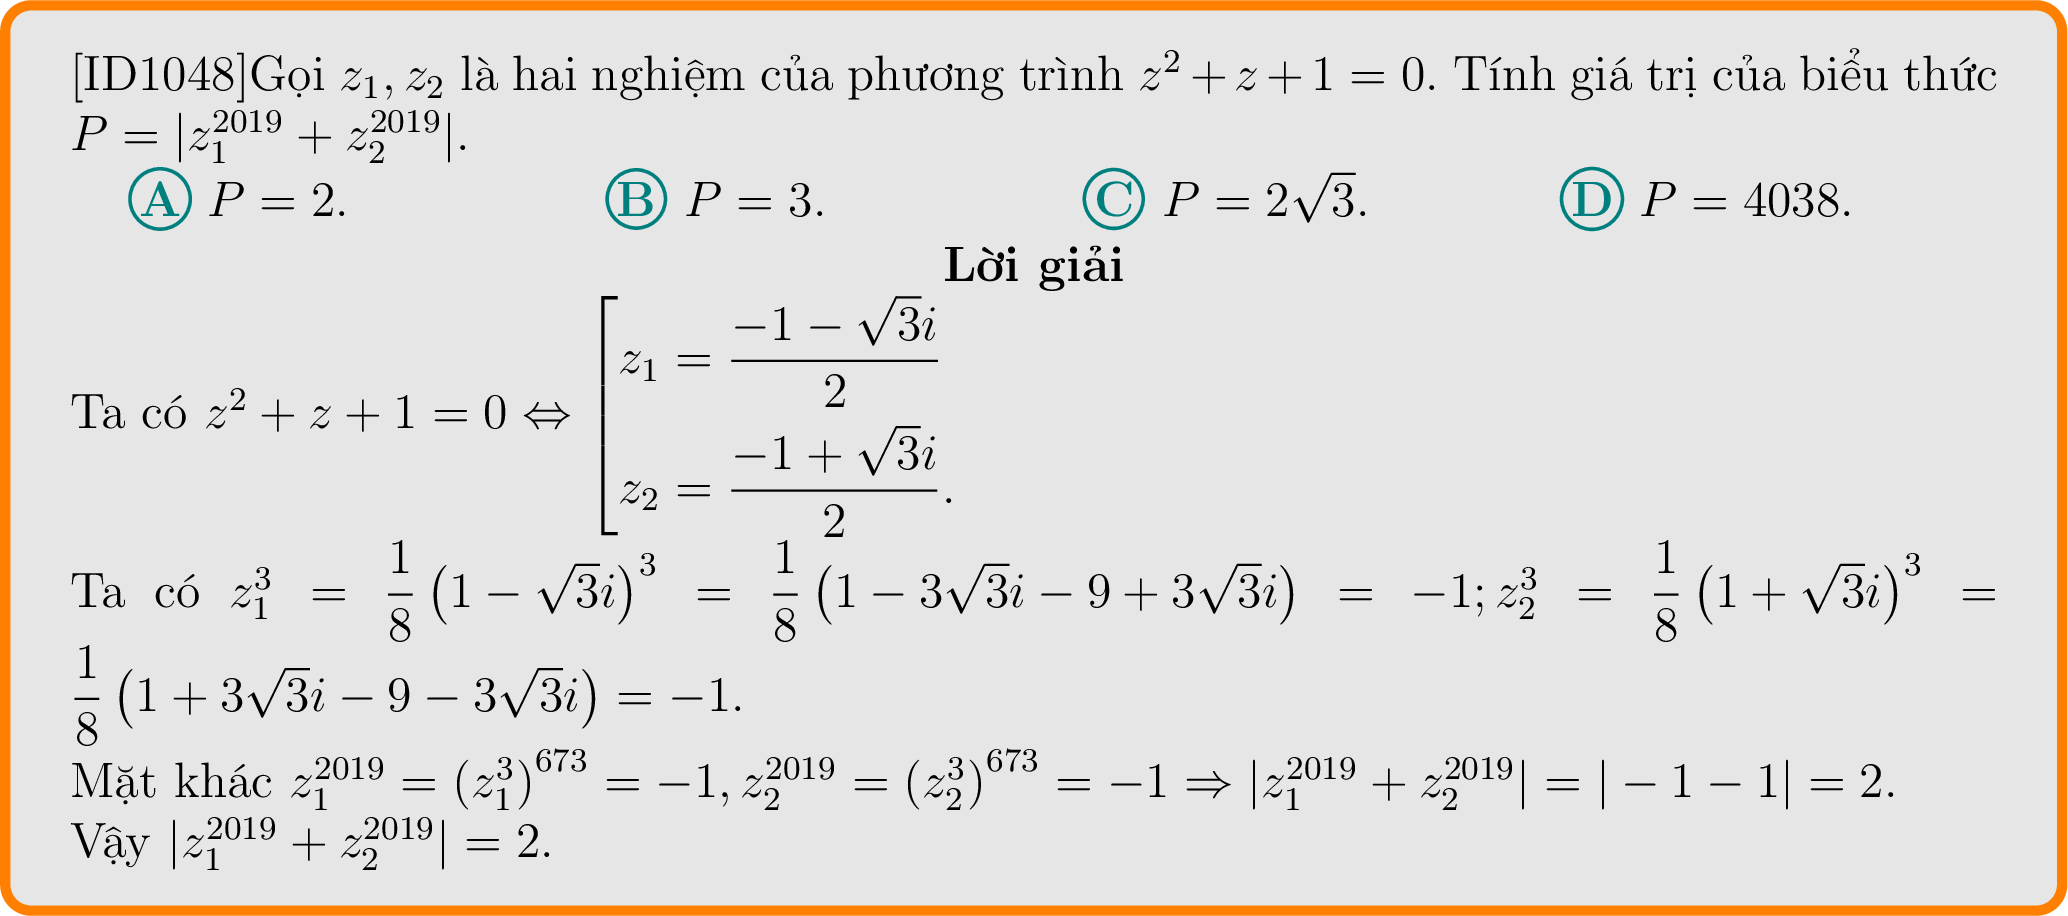 [ID1048]Gọi $z_1, z_2$ là hai nghiệm của phương trình $z^2 + z + 1 = 0$. Tính giá trị của biểu thức
$P = |z_1^{2019} + z_2^{2019}|$.
Ⓐ $P = 2$. Ⓑ $P = 3$. Ⓒ $P = 2\sqrt{3}$. Ⓓ $P = 4038$.
Lời giải
Ta có $z^2 + z + 1 = 0 \Leftrightarrow \left[\begin{array}{l} z_1 = \dfrac{-1 - \sqrt{3}i}{2} \\ z_2 = \dfrac{-1 + \sqrt{3}i}{2}. \end{array}\right.$
Ta có $z_1^3 = \dfrac{1}{8}\left(1 - \sqrt{3}i\right)^3 = \dfrac{1}{8}\left(1 - 3\sqrt{3}i - 9 + 3\sqrt{3}i\right) = -1; z_2^3 = \dfrac{1}{8}\left(1 + \sqrt{3}i\right)^3 =$
$\dfrac{1}{8}\left(1 + 3\sqrt{3}i - 9 - 3\sqrt{3}i\right) = -1.$
Mặt khác $z_1^{2019} = \left(z_1^3\right)^{673} = -1, z_2^{2019} = \left(z_2^3\right)^{673} = -1 \Rightarrow |z_1^{2019} + z_2^{2019}| = |-1 - 1| = 2.$
Vậy $|z_1^{2019} + z_2^{2019}| = 2.$